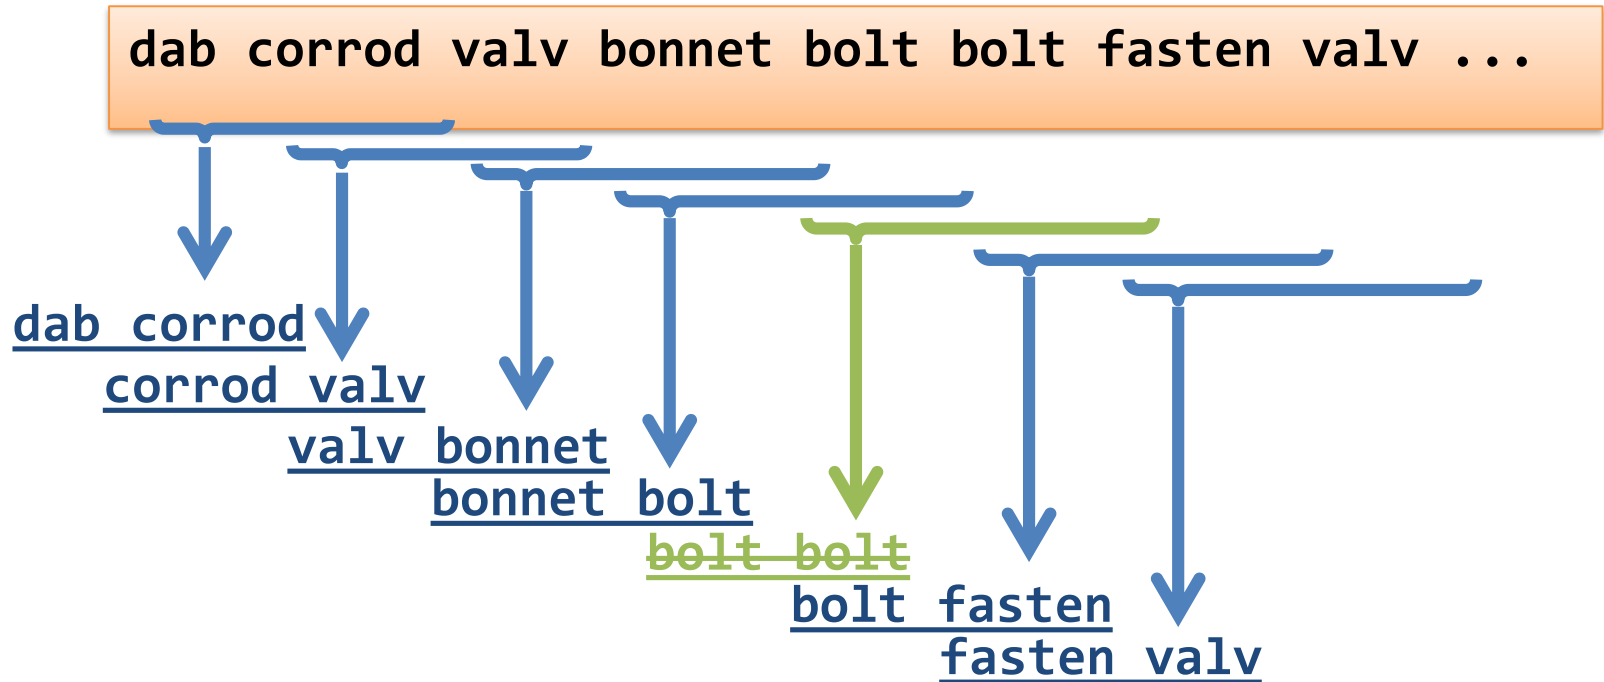 dab corrod valv bonnet bolt bolt fasten valv ...
dab corrod
corrod valv
valv bonnet
bonnet bolt
bolt bolt
bolt fasten
fasten valv